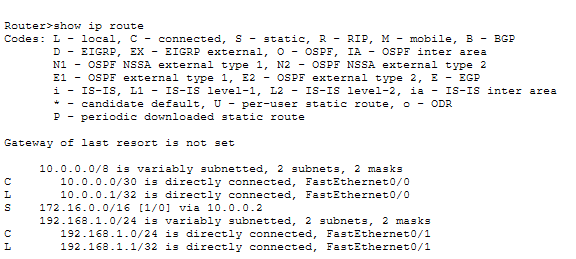 Router>show ip route
Codes: L - local, C - connected, S - static, R - RIP, M - mobile, B - BGP
       D - EIGRP, EX - EIGRP external, O - OSPF, IA - OSPF inter area
       N1 - OSPF NSSA external type 1, N2 - OSPF NSSA external type 2
       E1 - OSPF external type 1, E2 - OSPF external type 2, E - EGP
       i - IS-IS, L1 - IS-IS level-1, L2 - IS-IS level-2, ia - IS-IS inter area
       * - candidate default, U - per-user static route, o - ODR
       P - periodic downloaded static route
Gateway of last resort is not set
     10.0.0.0/8 is variably subnetted, 2 subnets, 2 masks
C       10.0.0.0/30 is directly connected, FastEthernet0/0
L       10.0.0.1/32 is directly connected, FastEthernet0/0
S    172.16.0.0/16 [1/0] via 10.0.0.2
     192.168.1.0/24 is variably subnetted, 2 subnets, 2 masks
C       192.168.1.0/24 is directly connected, FastEthernet0/1
L       192.168.1.1/32 is directly connected, FastEthernet0/1